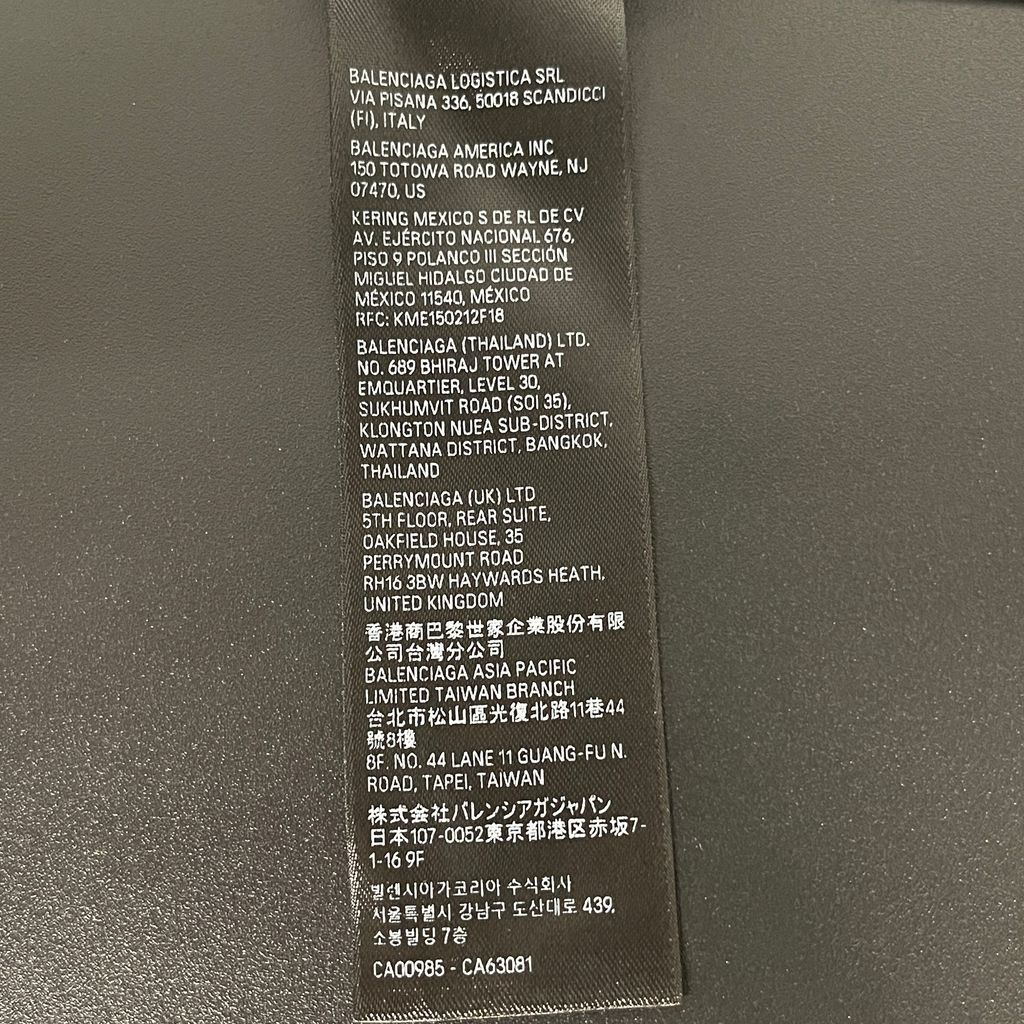 BALENCIAGA LOGISTICA SRL
VIA PISANA 336, 50018 SCANDICCI
(FI), ITALY
BALENCIAGA AMERICA INC
150 TOTOWA ROAD WAYNE, NJ
07470, US
KERING MEXICO S DE RL DE CV
AV. EJÉRCITO NACIONAL 676,
PISO 9 POLANCO III SECCIÓN
MIGUEL HIDALGO CIUDAD DE
MÉXICO 11540, MÉXICO
RFC: KME150212F18
BALENCIAGA (THAILAND) LTD.
NO. 689 BHIRAJ TOWER AT
EMQUARTIER, LEVEL 30,
SUKHUMVIT ROAD (SOI 35),
KLONGTON NUEA SUB-DISTRICT,
WATTANA DISTRICT, BANGKOK,
THAILAND
BALENCIAGA (UK) LTD
5TH FLOOR, REAR SUITE,
OAKFIELD HOUSE, 35
PERRYMOUNT ROAD
RH16 3BW HAYWARDS HEATH,
UNITED KINGDOM
香港商巴黎世家企業股份有限
公司台灣分公司
BALENCIAGA ASIA PACIFIC
LIMITED TAIWAN BRANCH
台北市松山區光復北路11巷44
號8樓
8F, NO. 44 LANE 11 GUANG-FU N.
ROAD, TAPEI, TAIWAN
株式会社バレンシアガジャパン
日本107-0052東京都港区赤坂7-
1-16 9F
발렌시아가코리아 수식회사
서울특별시 강남구 도산대로 439,
소봉빌딩 7층
CA00985 - CA63081